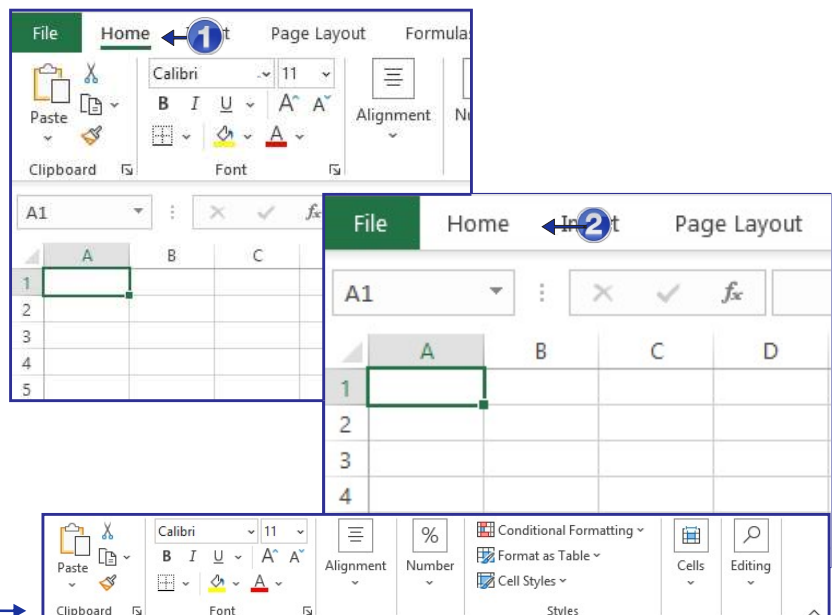 File Home 1 t Page Layout Formulas
Calibri 11
B I U A A
Paste
Alignment
A
Clipboard Font
A1 fx
A B C
1
2
3
4
5
File Home 2 t Page Layout
A1 fx
A B C D
1
2
3
4
Calibri 11 % Conditional Formatting
B I U A A Format as Table
Paste Alignment Number Cells Editing
A Cell Styles
Clipboard Font Styles